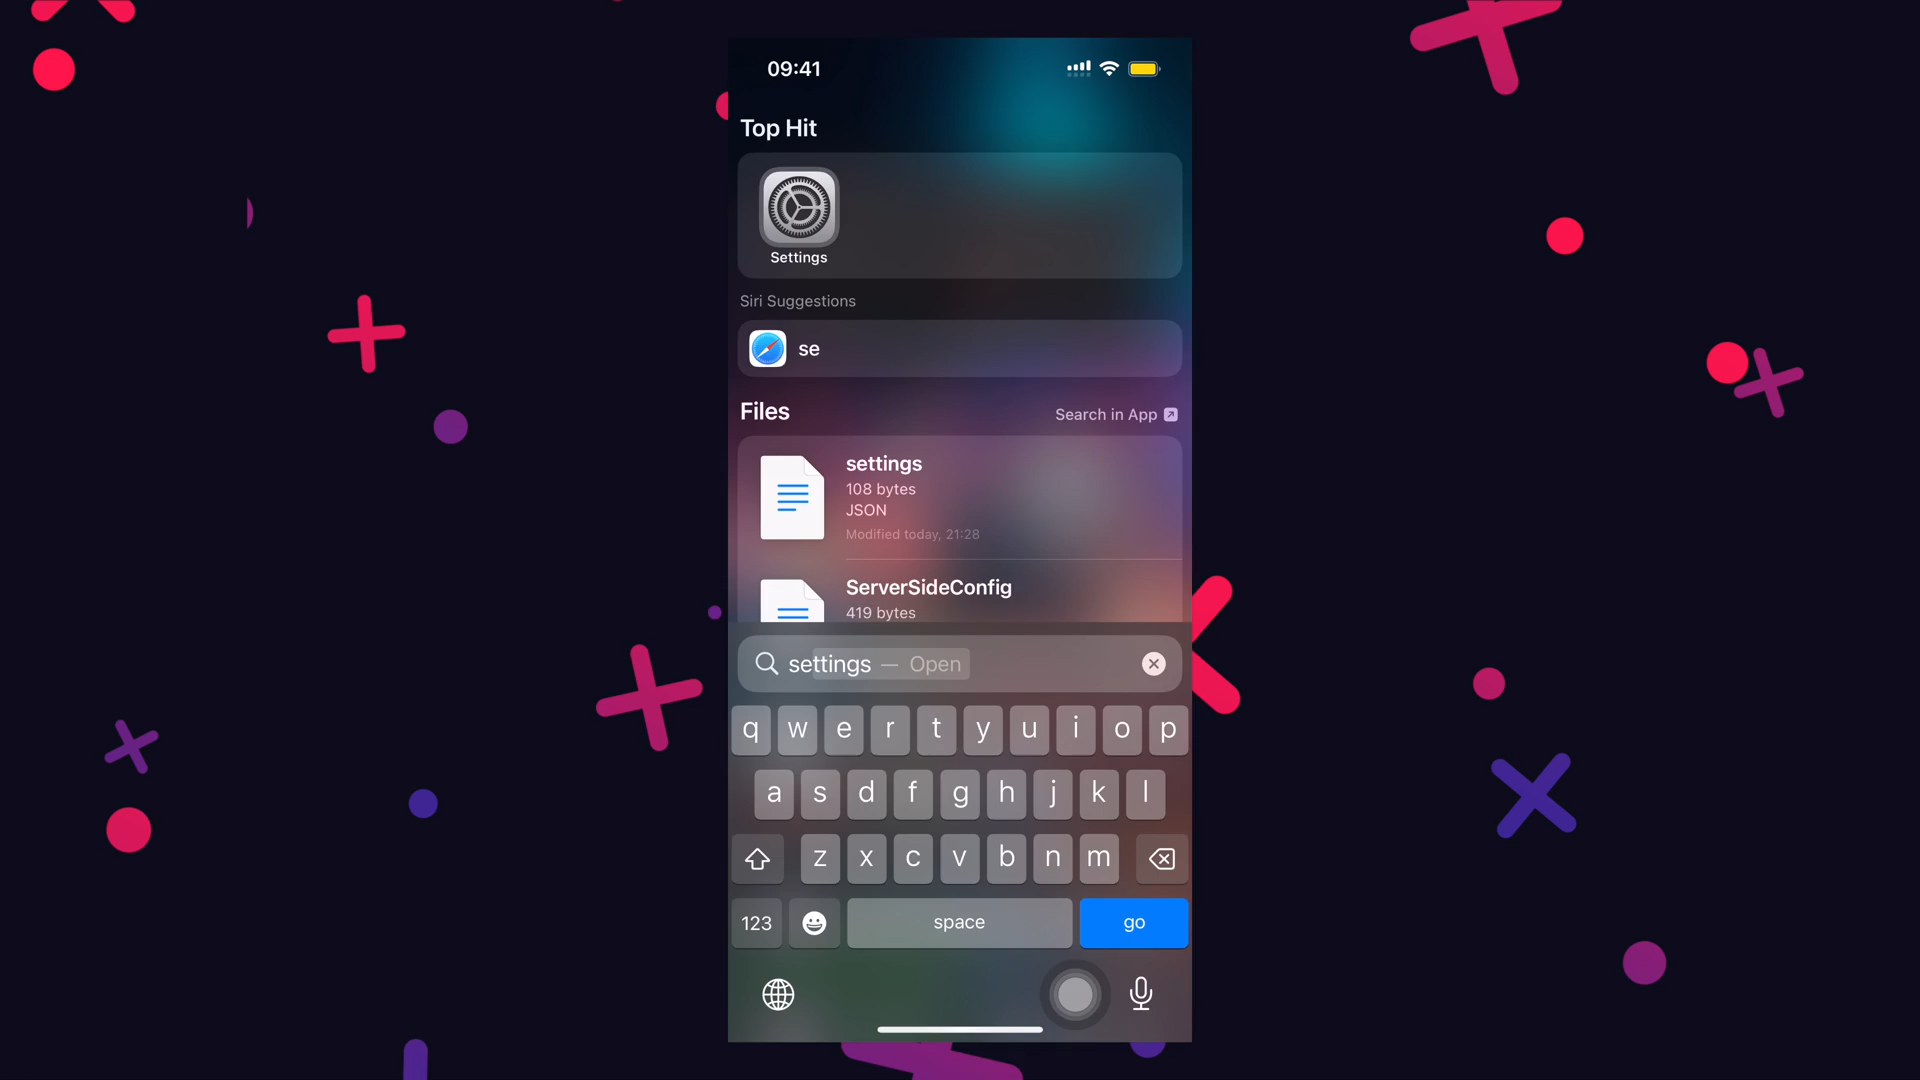 09:41
Top Hit
Settings
Siri Suggestions
se
Files
Search in App
settings
108 bytes
JSON
Modified today, 21:28
ServerSideConfig
419 bytes
settings — Open
q w e r t y u i o p
a s d f g h j k l
z x c v b n m
123 space go